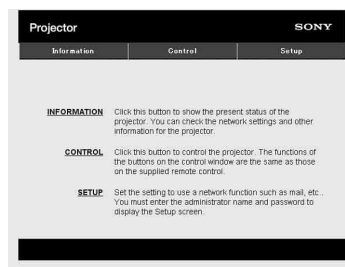 Projector SONY
Information Control Setup
INFORMATION Click this button to show the present status of the
projector. You can check the network settings and other
information for the projector.
CONTROL Click this button to control the projector. The functions of
the buttons on the control window are the same as those
on the supplied remote control.
SETUP Set the setting to use a network function such as mail, etc..
You must enter the administrator name and password to
display the Setup screen.